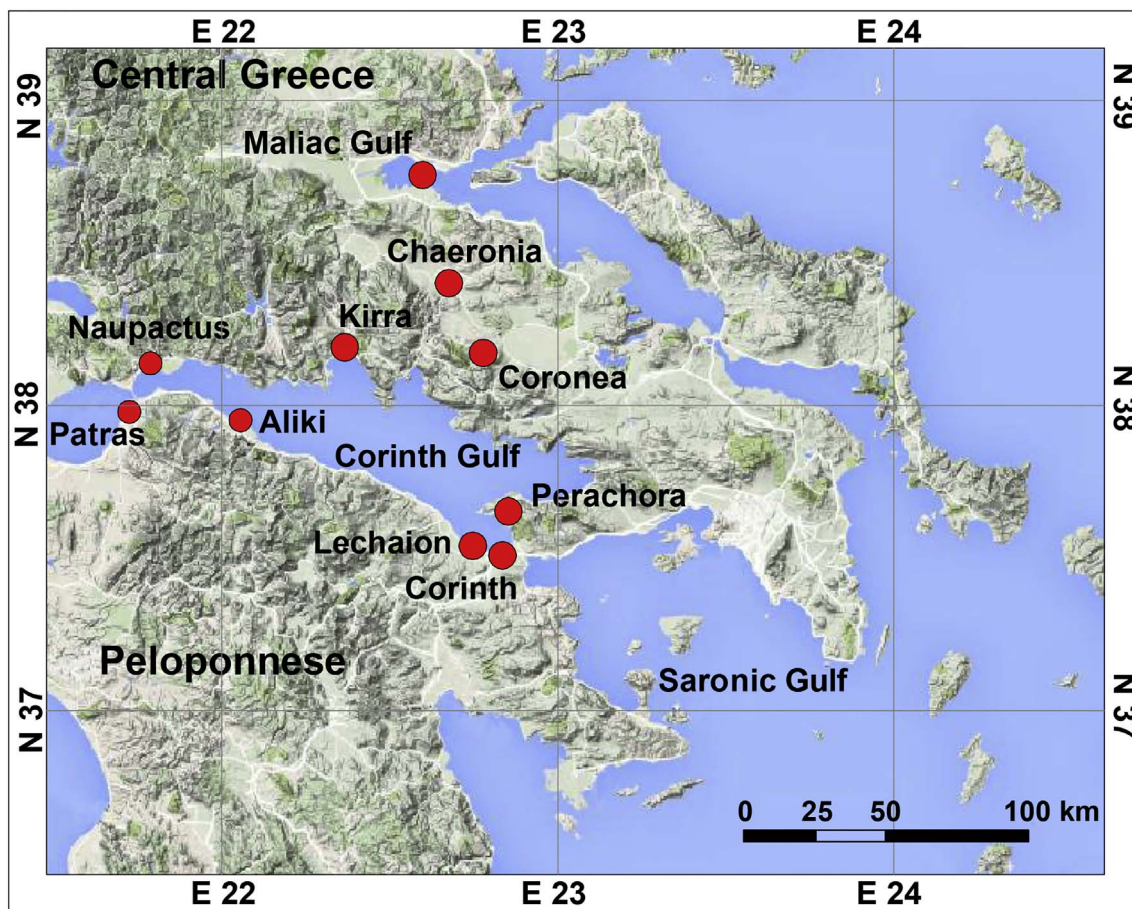 E 22
E 23
E 24
Central Greece
N 39
N 39
Maliac Gulf
Chaeronia
Kirra
Naupactus
Coronea
N 38
N 38
Patras
Aliki
Corinth Gulf
Perachora
Lechaion
Corinth
Peloponnese
Saronic Gulf
N 37
N 37
0 25 50 100 km
E 22
E 23
E 24